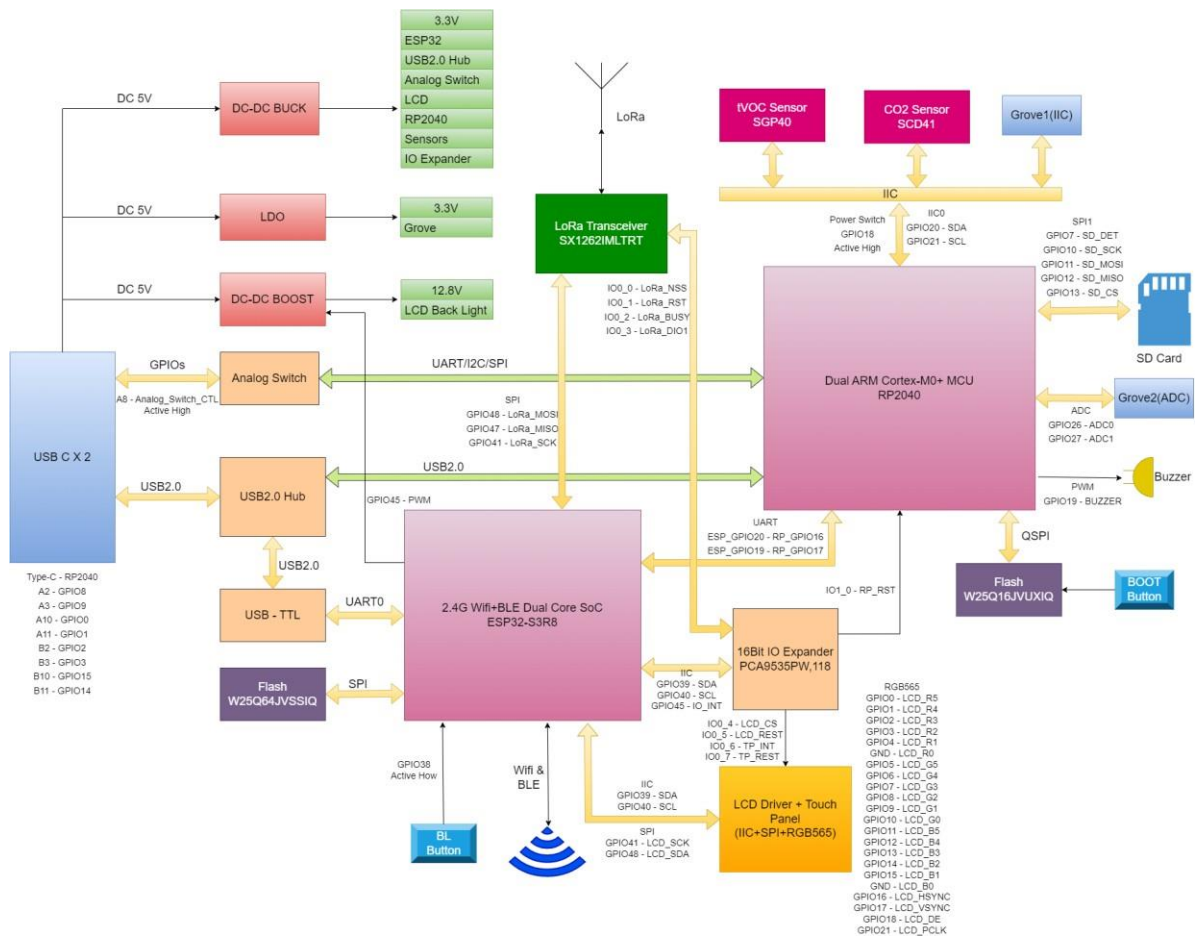 3.3V
ESP32
USB2.0 Hub
Analog Switch
LCD
RP2040
Sensors
IO Expander
DC 5V
DC-DC BUCK
DC 5V
LDO
3.3V
Grove
DC 5V
DC-DC BOOST
12.8V
LCD Back Light
LoRa
LoRa Transceiver
SX1262IMLTRT
tVOC Sensor
SGP40
CO2 Sensor
SCD41
Grove1(IIC)
IIC
Power Switch
GPIO18
Active High
IIC0
GPIO20 - SDA
GPIO21 - SCL
SPI1
GPIO7 - SD_DET
GPIO10 - SD_SCK
GPIO11 - SD_MOSI
GPIO12 - SD_MISO
GPIO13 - SD_CS
SD Card
IO0_0 - LoRa_NSS
IO0_1 - LoRa_RST
IO0_2 - LoRa_BUSY
IO0_3 - LoRa_DIO1
GPIOs
A8 - Analog_Switch_CTL
Active High
Analog Switch
UART/I2C/SPI
Dual ARM Cortex-M0+ MCU
RP2040
ADC
GPIO26 - ADC0
GPIO27 - ADC1
Grove2(ADC)
SPI
GPIO48 - LoRa_MOSI
GPIO47 - LoRa_MISO
GPIO41 - LoRa_SCK
USB C X 2
USB2.0
USB2.0 Hub
USB2.0
GPIO45 - PWM
PWM
GPIO19 - BUZZER
Buzzer
UART
ESP_GPIO20 - RP_GPIO16
ESP_GPIO19 - RP_GPIO17
QSPI
Flash
W25Q16JVUXIQ
BOOT
Button
USB2.0
USB - TTL
UART0
2.4G Wifi+BLE Dual Core SoC
ESP32-S3R8
IO1_0 - RP_RST
16Bit IO Expander
PCA9535PW,118
Type-C - RP2040
A2 - GPIO8
A3 - GPIO9
A10 - GPIO0
A11 - GPIO1
B2 - GPIO2
B3 - GPIO3
B10 - GPIO15
B11 - GPIO14
Flash
W25Q64JVSSIQ
SPI
IIC
GPIO39 - SDA
GPIO40 - SCL
GPIO45 - IO_INT
IO0_4 - LCD_CS
IO0_5 - LCD_REST
IO0_6 - TP_INT
IO0_7 - TP_REST
GPIO38
Active How
BL
Button
Wifi &
BLE
IIC
GPIO39 - SDA
GPIO40 - SCL
SPI
GPIO41 - LCD_SCK
GPIO48 - LCD_SDA
LCD Driver + Touch
Panel
(IIC+SPI+RGB565)
RGB565
GPIO0 - LCD_R5
GPIO1 - LCD_R4
GPIO2 - LCD_R3
GPIO3 - LCD_R2
GPIO4 - LCD_R1
GND - LCD_R0
GPIO5 - LCD_G5
GPIO6 - LCD_G4
GPIO7 - LCD_G3
GPIO8 - LCD_G2
GPIO9 - LCD_G1
GPIO10 - LCD_G0
GPIO11 - LCD_B5
GPIO12 - LCD_B4
GPIO13 - LCD_B3
GPIO14 - LCD_B2
GPIO15 - LCD_B1
GND - LCD_B0
GPIO16 - LCD_HSYNC
GPIO17 - LCD_VSYNC
GPIO18 - LCD_DE
GPIO21 - LCD_PCLK